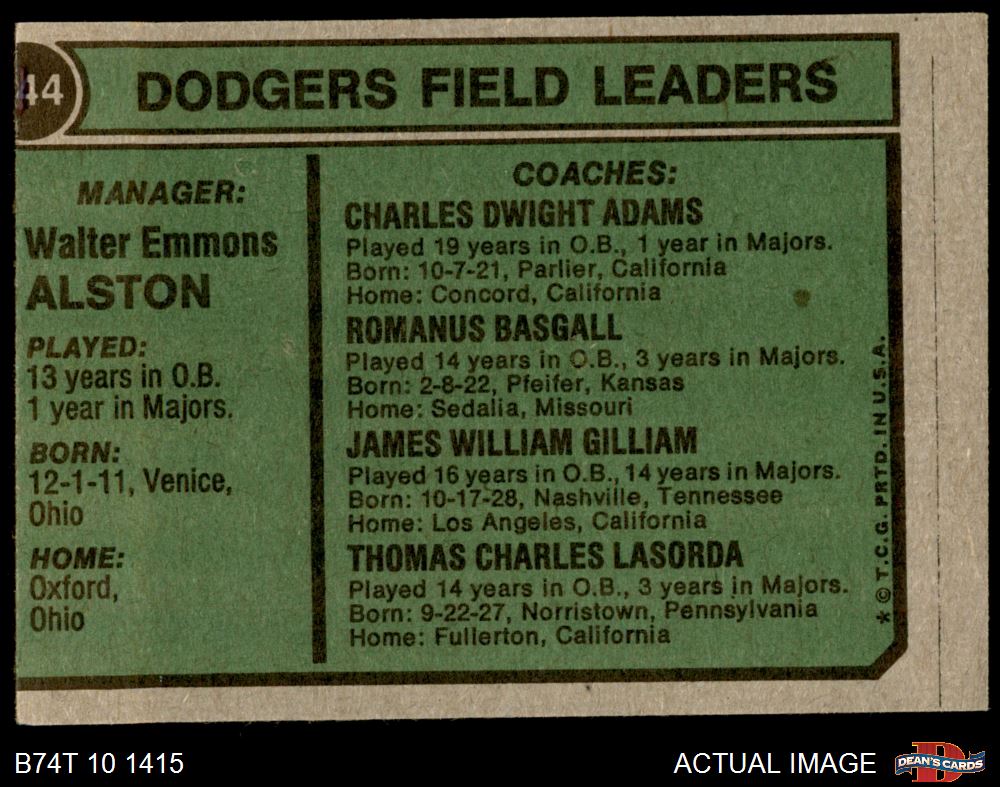 44
DODGERS FIELD LEADERS
MANAGER:
Walter Emmons
ALSTON
PLAYED:
13 years in O.B.
1 year in Majors.
BORN:
12-1-11, Venice,
Ohio
HOME:
Oxford,
Ohio
COACHES:
CHARLES DWIGHT ADAMS
Played 19 years in O.B., 1 year in Majors.
Born: 10-7-21, Parlier, California
Home: Concord, California
ROMANUS BASGALL
Played 14 years in O.B., 3 years in Majors.
Born: 2-8-22, Pfeifer, Kansas
Home: Sedalia, Missouri
JAMES WILLIAM GILLIAM
Played 16 years in O.B., 14 years in Majors.
Born: 10-17-28, Nashville, Tennessee
Home: Los Angeles, California
THOMAS CHARLES LASORDA
Played 14 years in O.B., 3 years in Majors.
Born: 9-22-27, Norristown, Pennsylvania
Home: Fullerton, California
* © T.C.G. PRTD. IN U.S.A.
B74T 10 1415
ACTUAL IMAGE
DEAN'S CARDS